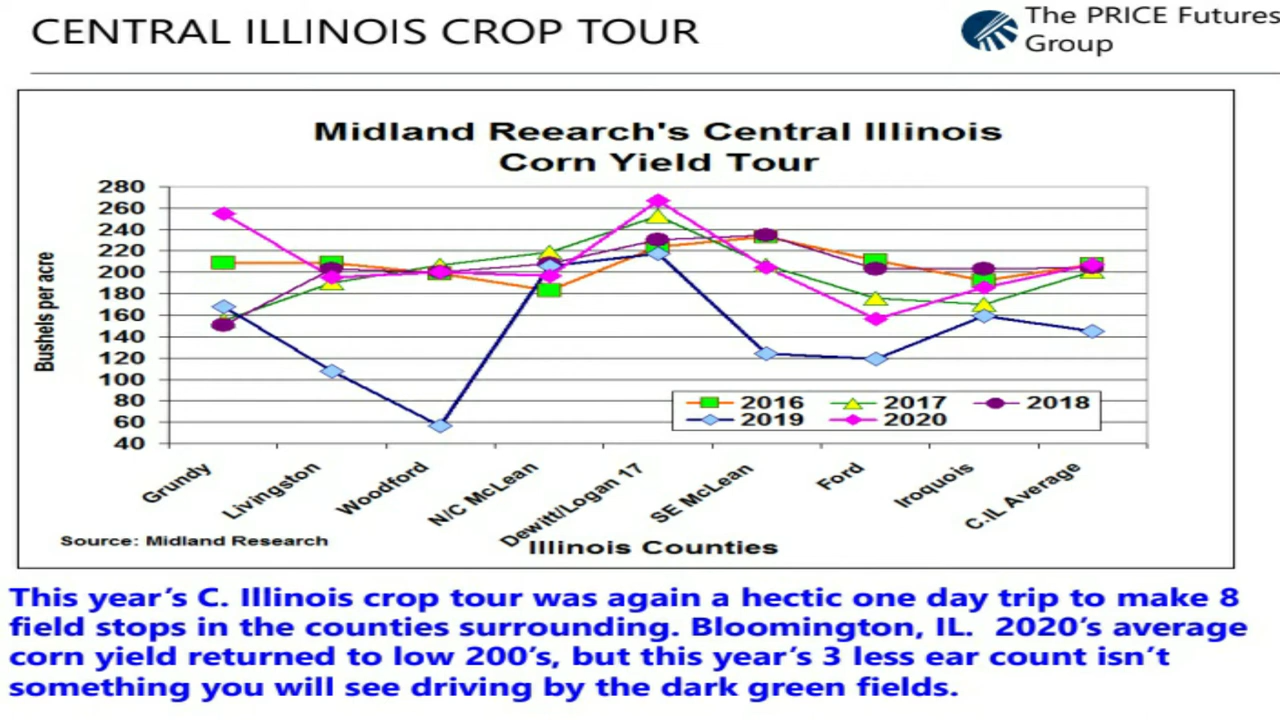 CENTRAL ILLINOIS CROP TOUR
The PRICE Futures
Group
Midland Reearch's Central Illinois
Corn Yield Tour
Bushels per acre
280
260
240
220
200
180
160
140
120
100
80
60
40
2016 2017 2018
2019 2020
Grundy
Livingston
Woodford
N/C McLean
Dewitt/Logan 17
SE McLean
Ford
Iroquois
C.IL Average
Source: Midland Research
Illinois Counties
This year's C. Illinois crop tour was again a hectic one day trip to make 8
field stops in the counties surrounding. Bloomington, IL.  2020's average
corn yield returned to low 200's, but this year's 3 less ear count isn't
something you will see driving by the dark green fields.